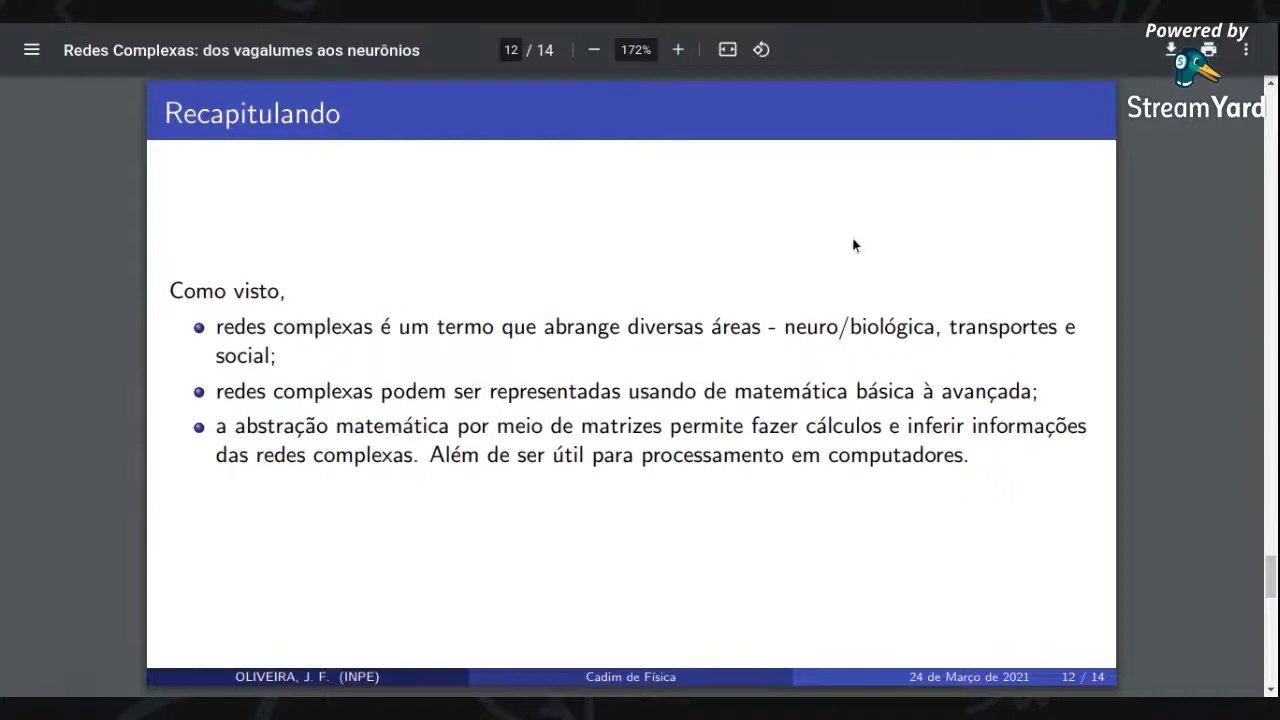 Powered by
Redes Complexas: dos vagalumes aos neurônios
12 / 14
172%
StreamYard
Recapitulando
Como visto,
redes complexas é um termo que abrange diversas áreas - neuro/biológica, transportes e
social;
redes complexas podem ser representadas usando de matemática básica à avançada;
a abstração matemática por meio de matrizes permite fazer cálculos e inferir informações
das redes complexas. Além de ser útil para processamento em computadores.
OLIVEIRA, J. F. (INPE)
Cadim de Física
24 de Março de 2021
12 / 14